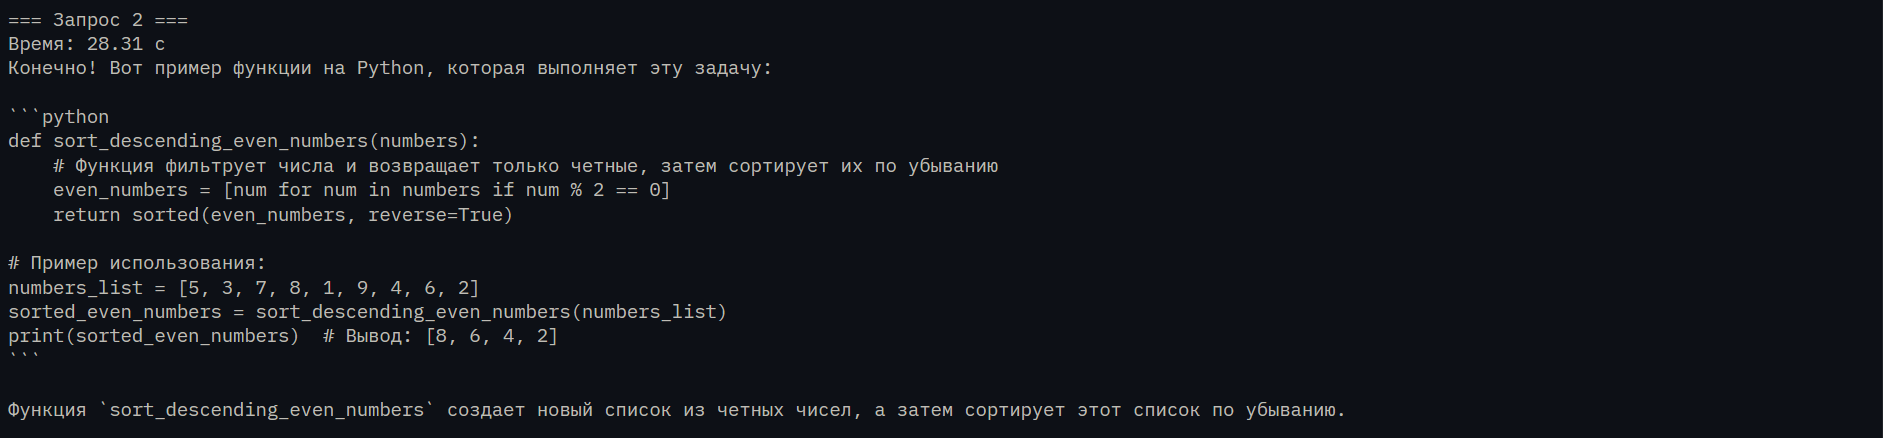 === Запрос 2 ===
Время: 28.31 с
Конечно! Вот пример функции на Python, которая выполняет эту задачу:

```python
def sort_descending_even_numbers(numbers):
    # Функция фильтрует числа и возвращает только четные, затем сортирует их по убыванию
    even_numbers = [num for num in numbers if num % 2 == 0]
    return sorted(even_numbers, reverse=True)

# Пример использования:
numbers_list = [5, 3, 7, 8, 1, 9, 4, 6, 2]
sorted_even_numbers = sort_descending_even_numbers(numbers_list)
print(sorted_even_numbers)  # Вывод: [8, 6, 4, 2]
```

Функция `sort_descending_even_numbers` создает новый список из четных чисел, а затем сортирует этот список по убыванию.